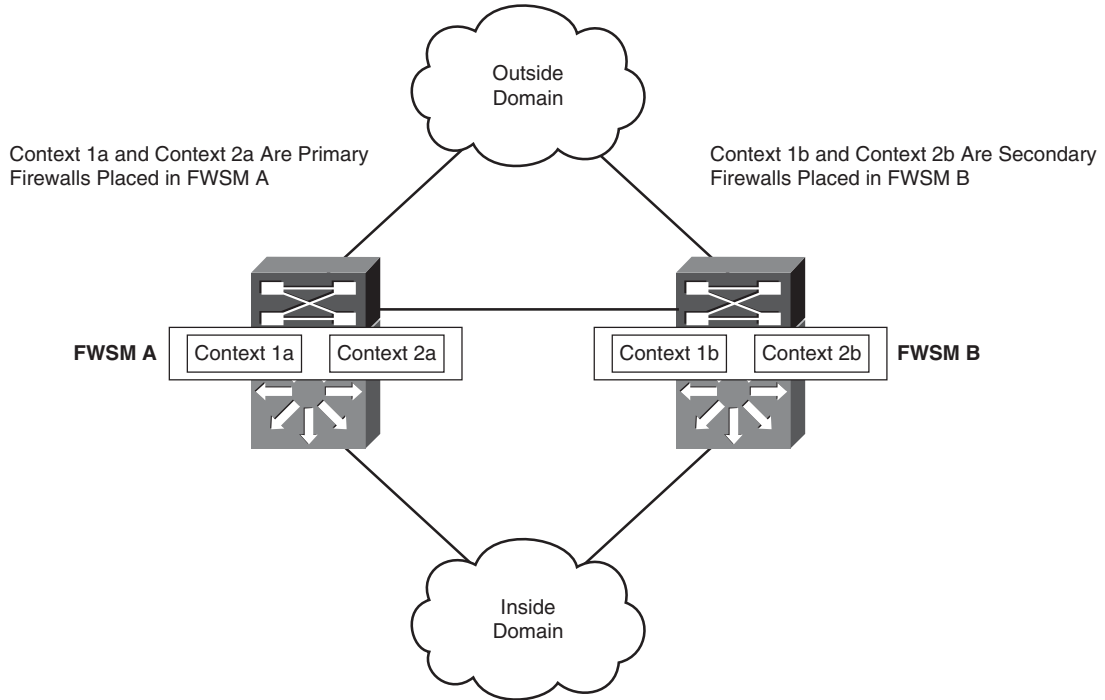 Outside
Domain
Context 1a and Context 2a Are Primary
Firewalls Placed in FWSM A
Context 1b and Context 2b Are Secondary
Firewalls Placed in FWSM B
FWSM A
Context 1a
Context 2a
Context 1b
Context 2b
FWSM B
Inside
Domain